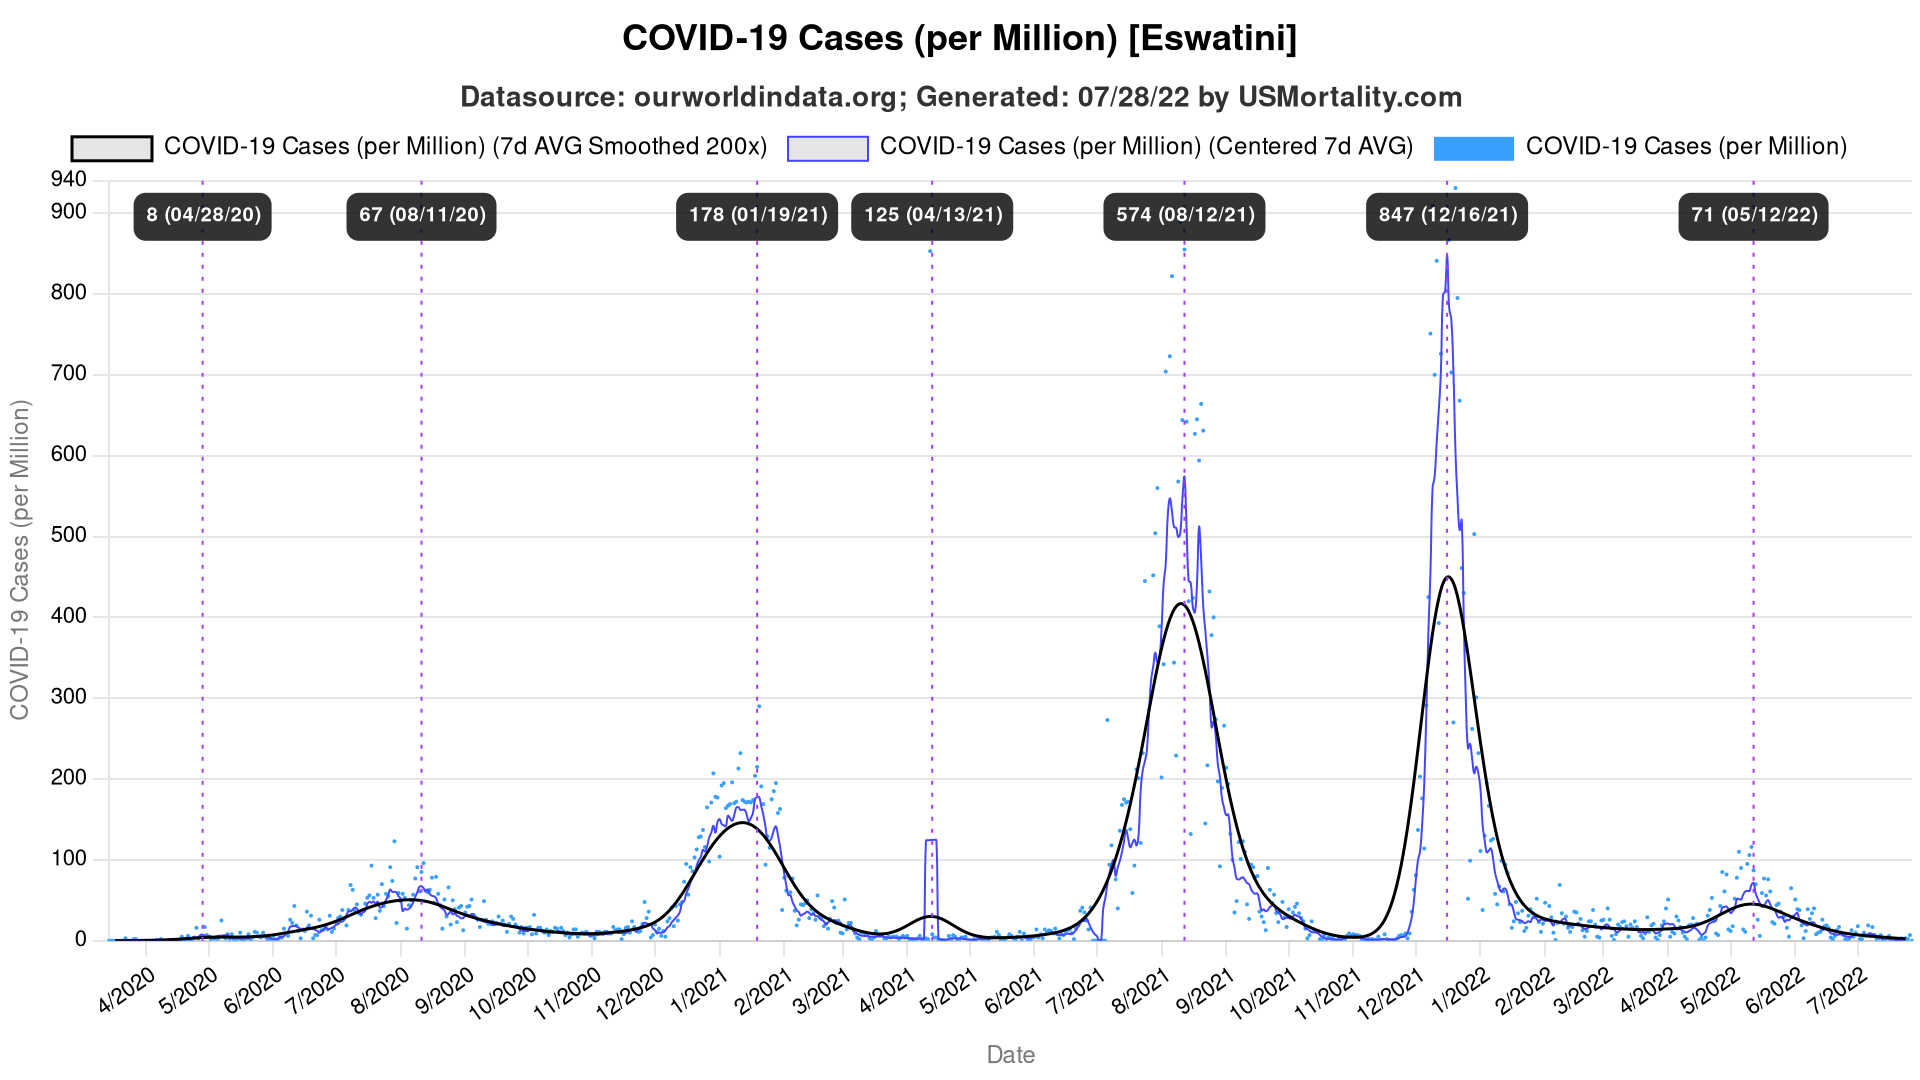 COVID-19 Cases (per Million) [Eswatini]
Datasource: ourworldindata.org; Generated: 07/28/22 by USMortality.com
COVID-19 Cases (per Million) (7d AVG Smoothed 200x) COVID-19 Cases (per Million) (Centered 7d AVG) COVID-19 Cases (per Million)
940
900
8 (04/28/20) 67 (08/11/20) 178 (01/19/21) 125 (04/13/21) 574 (08/12/21) 847 (12/16/21) 71 (05/12/22)
800
700
600
500
400
300
200
100
0
COVID-19 Cases (per Million)
4/2020 5/2020 6/2020 7/2020 8/2020 9/2020 10/2020 11/2020 12/2020 1/2021 2/2021 3/2021 4/2021 5/2021 6/2021 7/2021 8/2021 9/2021 10/2021 11/2021 12/2021 1/2022 2/2022 3/2022 4/2022 5/2022 6/2022 7/2022
Date